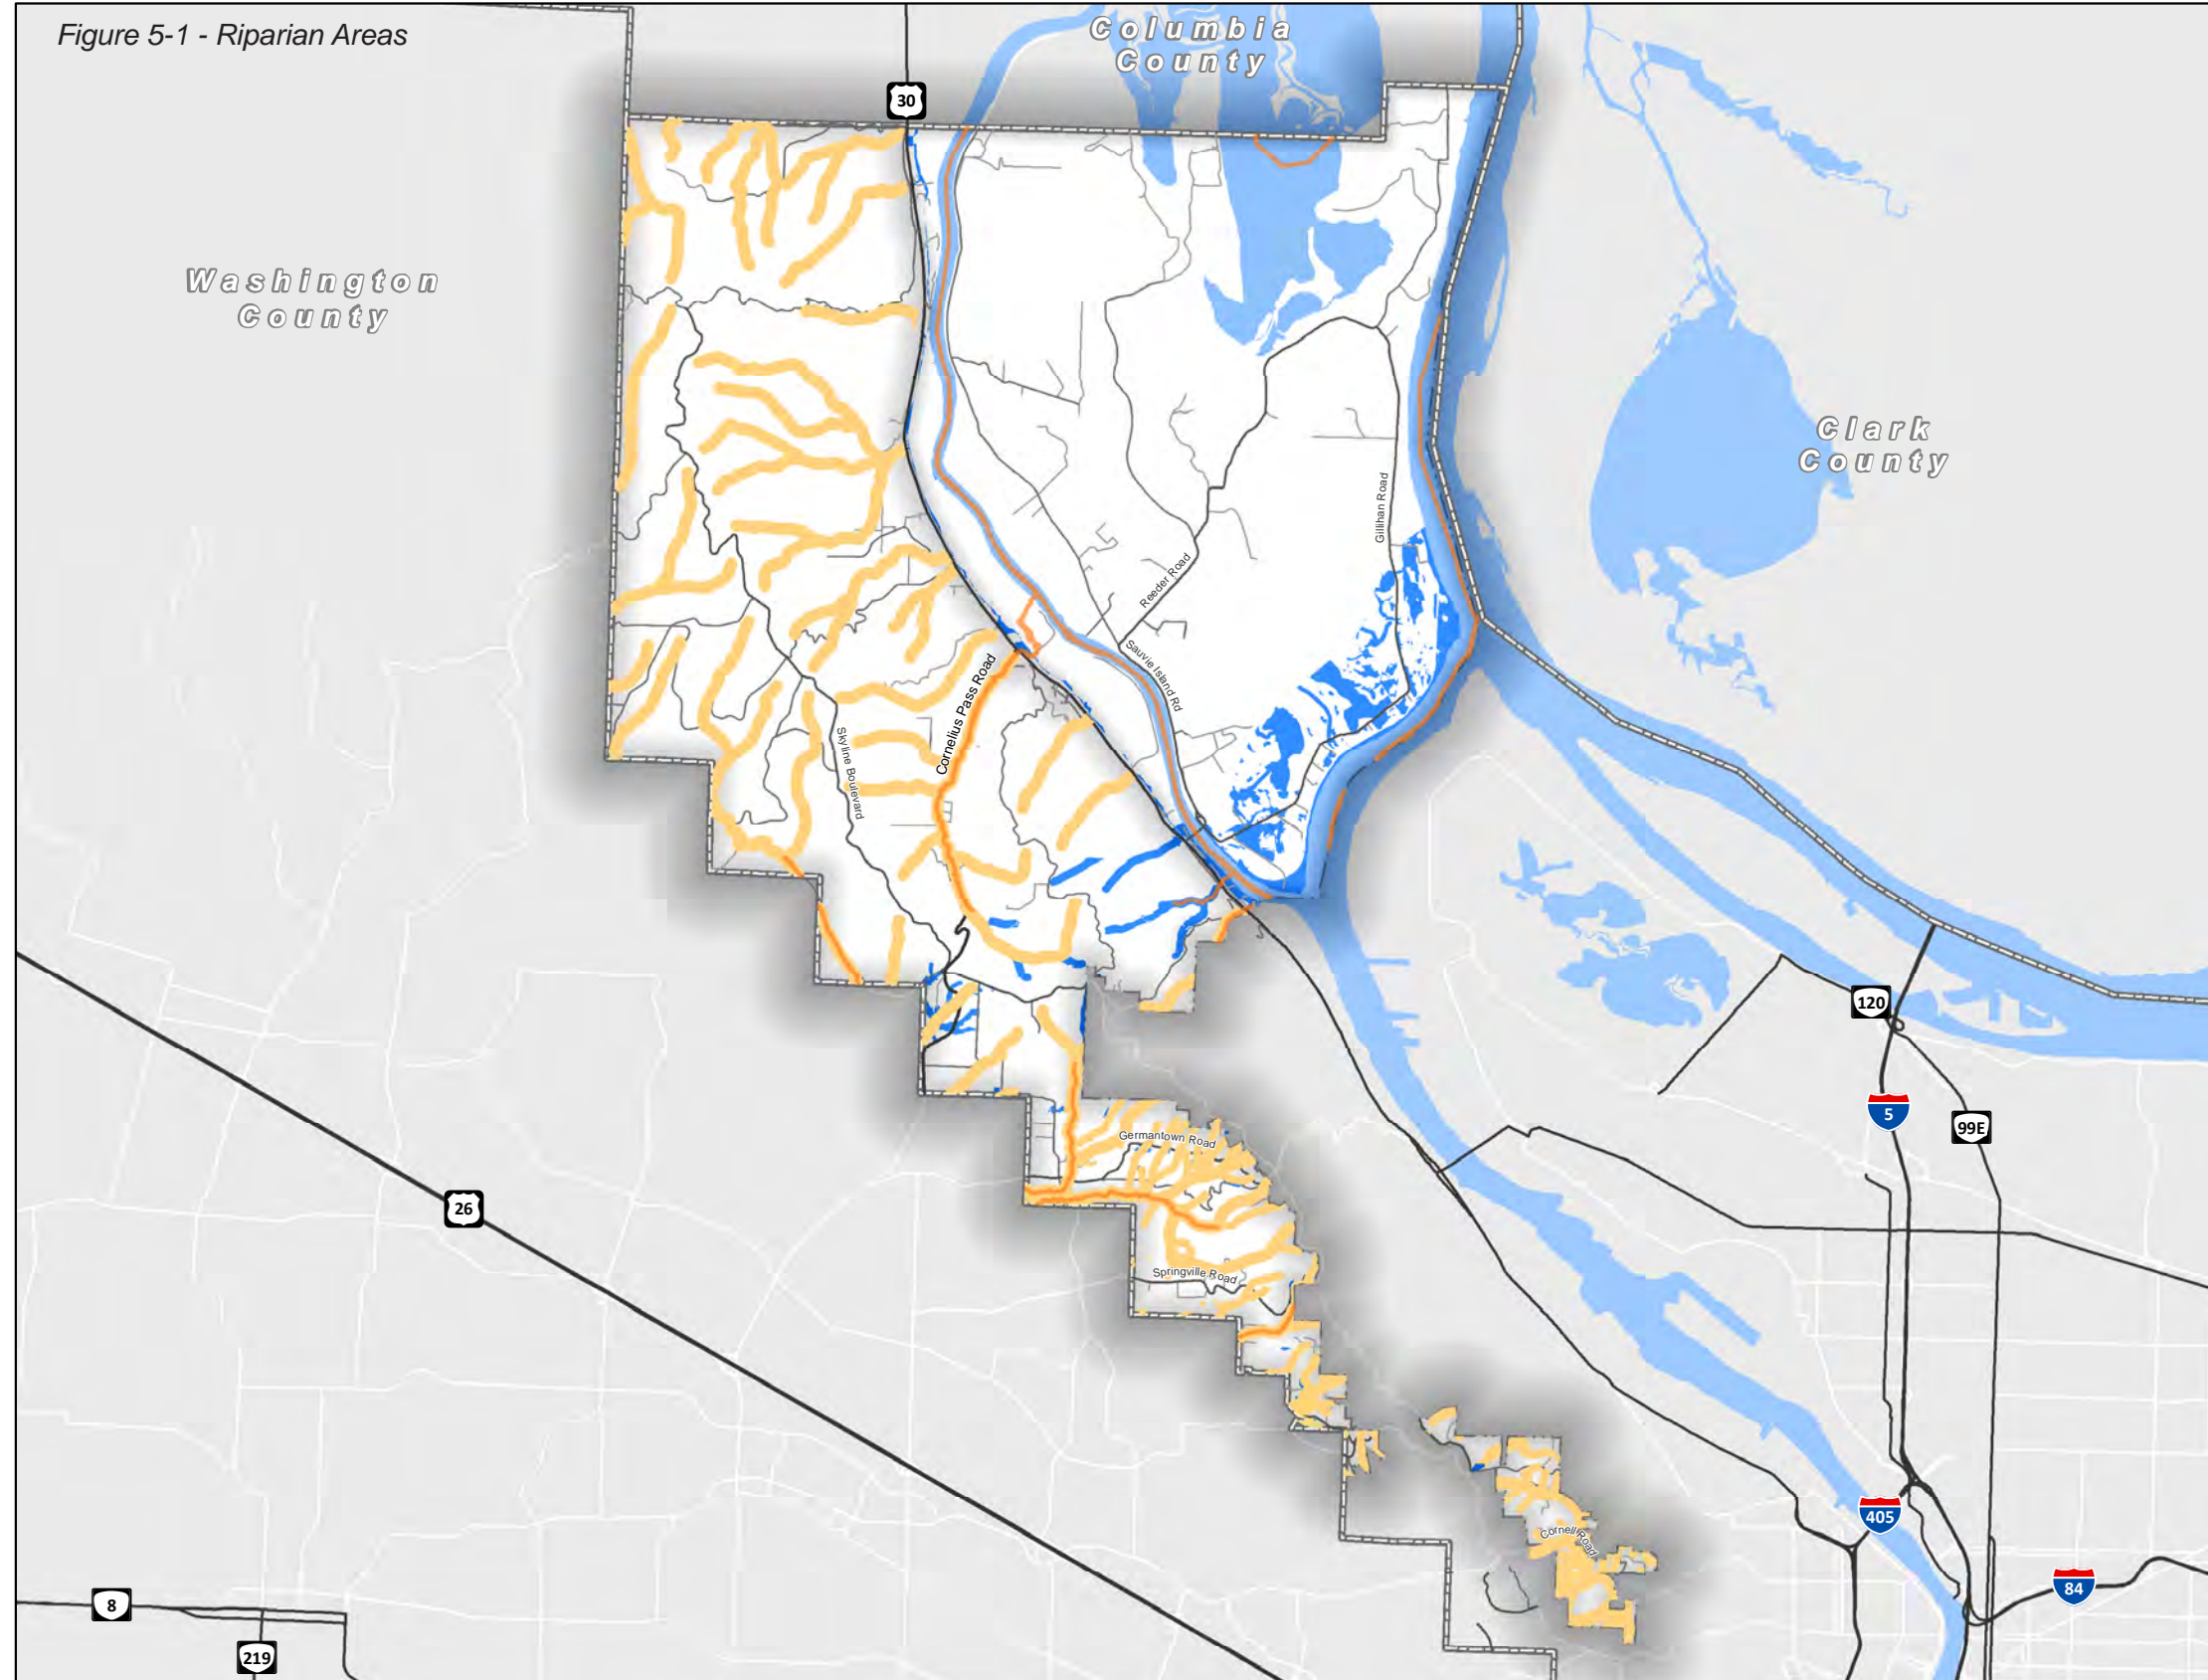 Figure 5-1 - Riparian Areas
Columbia
County
30
Washington
County
Clark
County
Gillihan Road
Reeder Road
Sauvie Island Rd
Cornelius Pass Road
Skyline Boulevard
120
5
99E
Germantown Road
26
Springville Road
405
Cornell Road
84
8
219